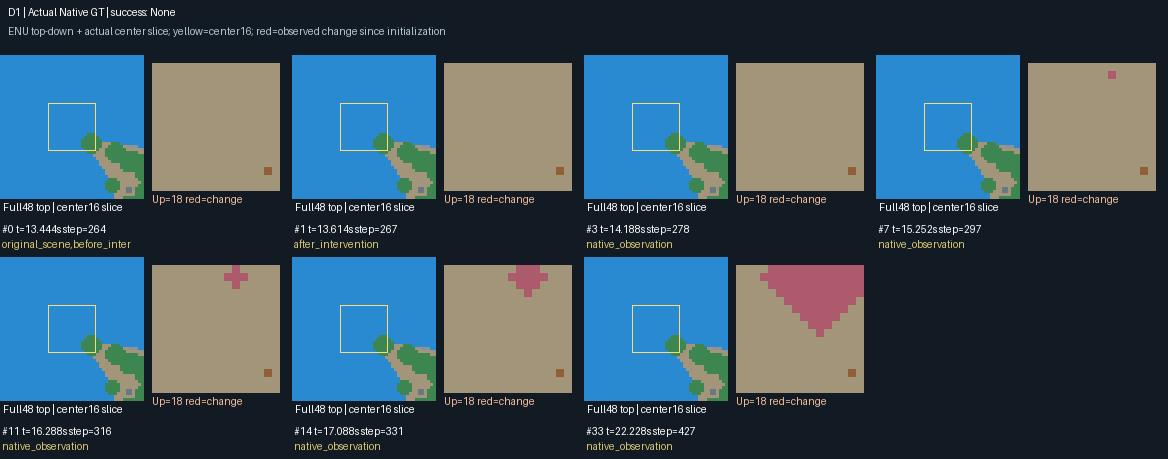 D1 | Actual Native GT | success: None
ENU top-down + actual center slice; yellow=center16; red=observed change since initialization
Full48 top | center16 slice
Up=18 red=change
#0 t=13.444s step=264
original_scene,before_inter
Full48 top | center16 slice
Up=18 red=change
#1 t=13.614s step=267
after_intervention
Full48 top | center16 slice
Up=18 red=change
#3 t=14.188s step=278
native_observation
Full48 top | center16 slice
Up=18 red=change
#7 t=15.252s step=297
native_observation
Full48 top | center16 slice
Up=18 red=change
#11 t=16.288s step=316
native_observation
Full48 top | center16 slice
Up=18 red=change
#14 t=17.088s step=331
native_observation
Full48 top | center16 slice
Up=18 red=change
#33 t=22.228s step=427
native_observation